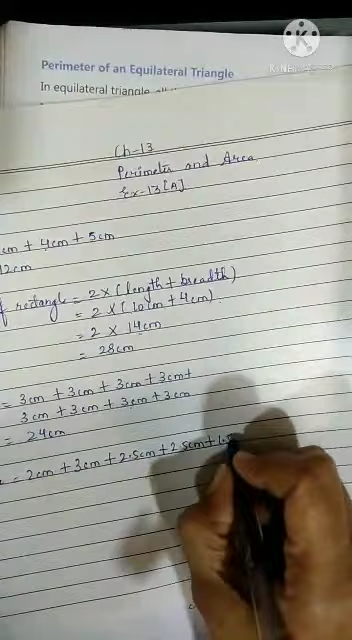 Perimeter of an Equilateral Triangle
In equilateral triangle
Ch-13
Perimeter and Area
Ex-13[A]
cm + 4cm + 5cm
12cm
f rectangle = 2 × (length + breadth)
= 2 × (10cm + 4cm)
= 2 × 14cm
= 28cm
= 3cm + 3cm + 3cm + 3cm +
3cm + 3cm + 3cm + 3cm
= 24cm
= 2cm + 3cm + 2.5cm + 2.5cm + 1.5